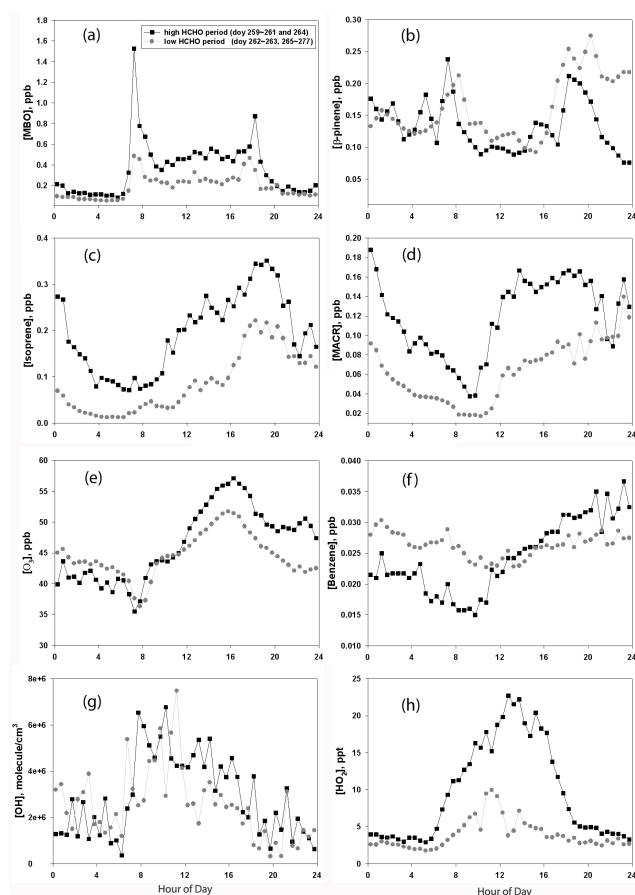 (a)
high HCHO period (doy 259~261 and 264)
low HCHO period (doy 262~263, 265~277)
[MBO], ppb
1.8
1.6
1.4
1.2
1.0
0.8
0.6
0.4
0.2
0 4 8 12 16 20 24
(b)
[β-pinene], ppb
0.30
0.25
0.20
0.15
0.10
0.05
0 4 8 12 16 20 24
(c)
[Isoprene], ppb
0.4
0.3
0.2
0.1
0.0
0 4 8 12 16 20 24
(d)
[MACR], ppb
0.20
0.18
0.16
0.14
0.12
0.10
0.08
0.06
0.04
0.02
0 4 8 12 16 20 24
(e)
[O3], ppb
60
55
50
45
40
35
30
0 4 8 12 16 20 24
(f)
[Benzene], ppb
0.040
0.035
0.030
0.025
0.020
0.015
0.010
0 4 8 12 16 20 24
(g)
[OH], molecule/cm3
8e+6
6e+6
4e+6
2e+6
0
0 4 8 12 16 20 24
Hour of Day
(h)
[HO2], ppt
25
20
15
10
5
0
0 4 8 12 16 20 24
Hour of Day